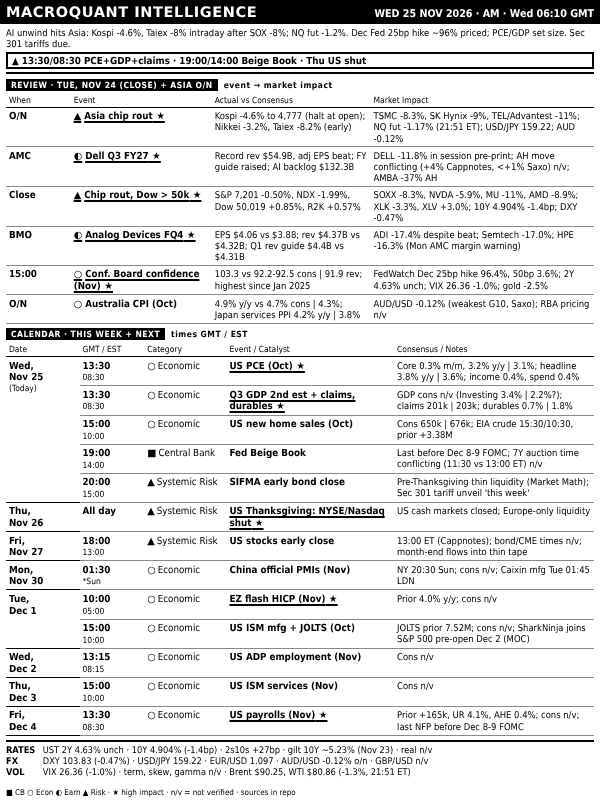 MACROQUANT INTELLIGENCE WED 25 NOV 2026 · AM · Wed 06:10 GMT
AI unwind hits Asia: Kospi -4.6%, Taiex -8% intraday after SOX -8%; NQ fut -1.2%. Dec Fed 25bp hike ~96% priced; PCE/GDP set size. Sec
301 tariffs due.
▲ 13:30/08:30 PCE+GDP+claims · 19:00/14:00 Beige Book · Thu US shut
REVIEW · TUE, NOV 24 (CLOSE) + ASIA O/N event → market impact
When Event Actual vs Consensus Market Impact
O/N ▲ Asia chip rout ★ Kospi -4.6% to 4,777 (halt at open); TSMC -8.3%, SK Hynix -9%, TEL/Advantest -11%;
Nikkei -3.2%, Taiex -8.2% (early) NQ fut -1.17% (21:51 ET); USD/JPY 159.22; AUD
-0.12%
AMC ◐ Dell Q3 FY27 ★ Record rev $54.9B, adj EPS beat; FY DELL -11.8% in session pre-print; AH move
guide raised; AI backlog $132.3B conflicting (+4% Cappnotes, <+1% Saxo) n/v;
AMBA -37% AH
Close ▲ Chip rout, Dow > 50k ★ S&P 7,201 -0.50%, NDX -1.99%, SOXX -8.3%, NVDA -5.9%, MU -11%, AMD -8.9%;
Dow 50,019 +0.85%, R2K +0.57% XLK -3.3%, XLV +3.0%; 10Y 4.904% -1.4bp; DXY
-0.47%
BMO ◐ Analog Devices FQ4 ★ EPS $4.06 vs $3.88; rev $4.37B vs ADI -17.4% despite beat; Semtech -17.0%; HPE
$4.32B; Q1 rev guide $4.4B vs -16.3% (Mon AMC margin warning)
$4.31B
15:00 ○ Conf. Board confidence 103.3 vs 92.2-92.5 cons | 91.9 rev; FedWatch Dec 25bp hike 96.4%, 50bp 3.6%; 2Y
(Nov) ★ highest since Jan 2025 4.63% unch; VIX 26.36 -1.0%; gold -2.5%
O/N ○ Australia CPI (Oct) 4.9% y/y vs 4.7% cons | 4.3%; AUD/USD -0.12% (weakest G10, Saxo); RBA pricing
Japan services PPI 4.2% y/y | 3.8% n/v
CALENDAR · THIS WEEK + NEXT times GMT / EST
Date GMT / EST Category Event / Catalyst Consensus / Notes
Wed, 13:30 ○ Economic US PCE (Oct) ★ Core 0.3% m/m, 3.2% y/y | 3.1%; headline
Nov 25 08:30 3.8% y/y | 3.6%; income 0.4%, spend 0.4%
(Today)
13:30 ○ Economic Q3 GDP 2nd est + claims, GDP cons n/v (Investing 3.4% | 2.2%?);
08:30 durables ★ claims 201k | 203k; durables 0.7% | 1.8%
15:00 ○ Economic US new home sales (Oct) Cons 650k | 676k; EIA crude 15:30/10:30,
10:00 prior +3.38M
19:00 ■ Central Bank Fed Beige Book Last before Dec 8-9 FOMC; 7Y auction time
14:00 conflicting (11:30 vs 13:00 ET) n/v
20:00 ▲ Systemic Risk SIFMA early bond close Pre-Thanksgiving thin liquidity (Market Math);
15:00 Sec 301 tariff unveil 'this week'
Thu, All day ▲ Systemic Risk US Thanksgiving: NYSE/Nasdaq US cash markets closed; Europe-only liquidity
Nov 26 shut ★
Fri, 18:00 ▲ Systemic Risk US stocks early close 13:00 ET (Cappnotes); bond/CME times n/v;
Nov 27 13:00 month-end flows into thin tape
Mon, 01:30 ○ Economic China official PMIs (Nov) NY 20:30 Sun; cons n/v; Caixin mfg Tue 01:45
Nov 30 *Sun LDN
Tue, 10:00 ○ Economic EZ flash HICP (Nov) ★ Prior 4.0% y/y; cons n/v
Dec 1 05:00
15:00 ○ Economic US ISM mfg + JOLTS (Oct) JOLTS prior 7.52M; cons n/v; SharkNinja joins
10:00 S&P 500 pre-open Dec 2 (MOC)
Wed, 13:15 ○ Economic US ADP employment (Nov) Cons n/v
Dec 2 08:15
Thu, 15:00 ○ Economic US ISM services (Nov) Cons n/v
Dec 3 10:00
Fri, 13:30 ○ Economic US payrolls (Nov) ★ Prior +165k, UR 4.1%, AHE 0.4%; cons n/v;
Dec 4 08:30 last NFP before Dec 8-9 FOMC
RATES UST 2Y 4.63% unch · 10Y 4.904% (-1.4bp) · 2s10s +27bp · gilt 10Y ~5.23% (Nov 23) · real n/v
FX DXY 103.83 (-0.47%) · USD/JPY 159.22 · EUR/USD 1.097 · AUD/USD -0.12% o/n · GBP/USD n/v
VOL VIX 26.36 (-1.0%) · term, skew, gamma n/v · Brent $90.25, WTI $80.86 (-1.3%, 21:51 ET)
■ CB ○ Econ ◐ Earn ▲ Risk · ★ high impact · n/v = not verified · sources in repo